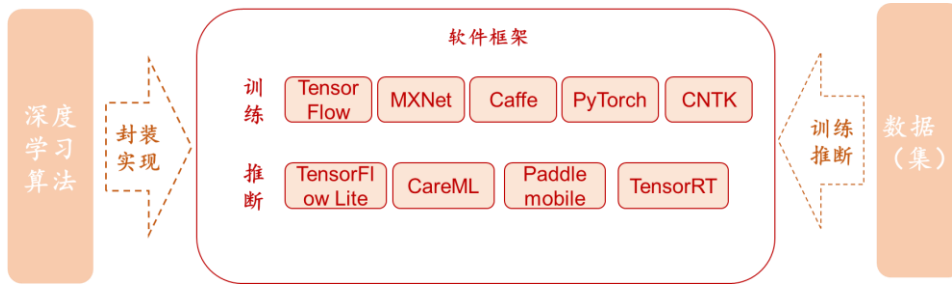 深度
学习
算法
封装
实现
软件框架
训
练
Tensor
Flow
MXNet
Caffe
PyTorch
CNTK
推
断
TensorFl
ow Lite
CareML
Paddle
mobile
TensorRT
训练
推断
数据
（集）